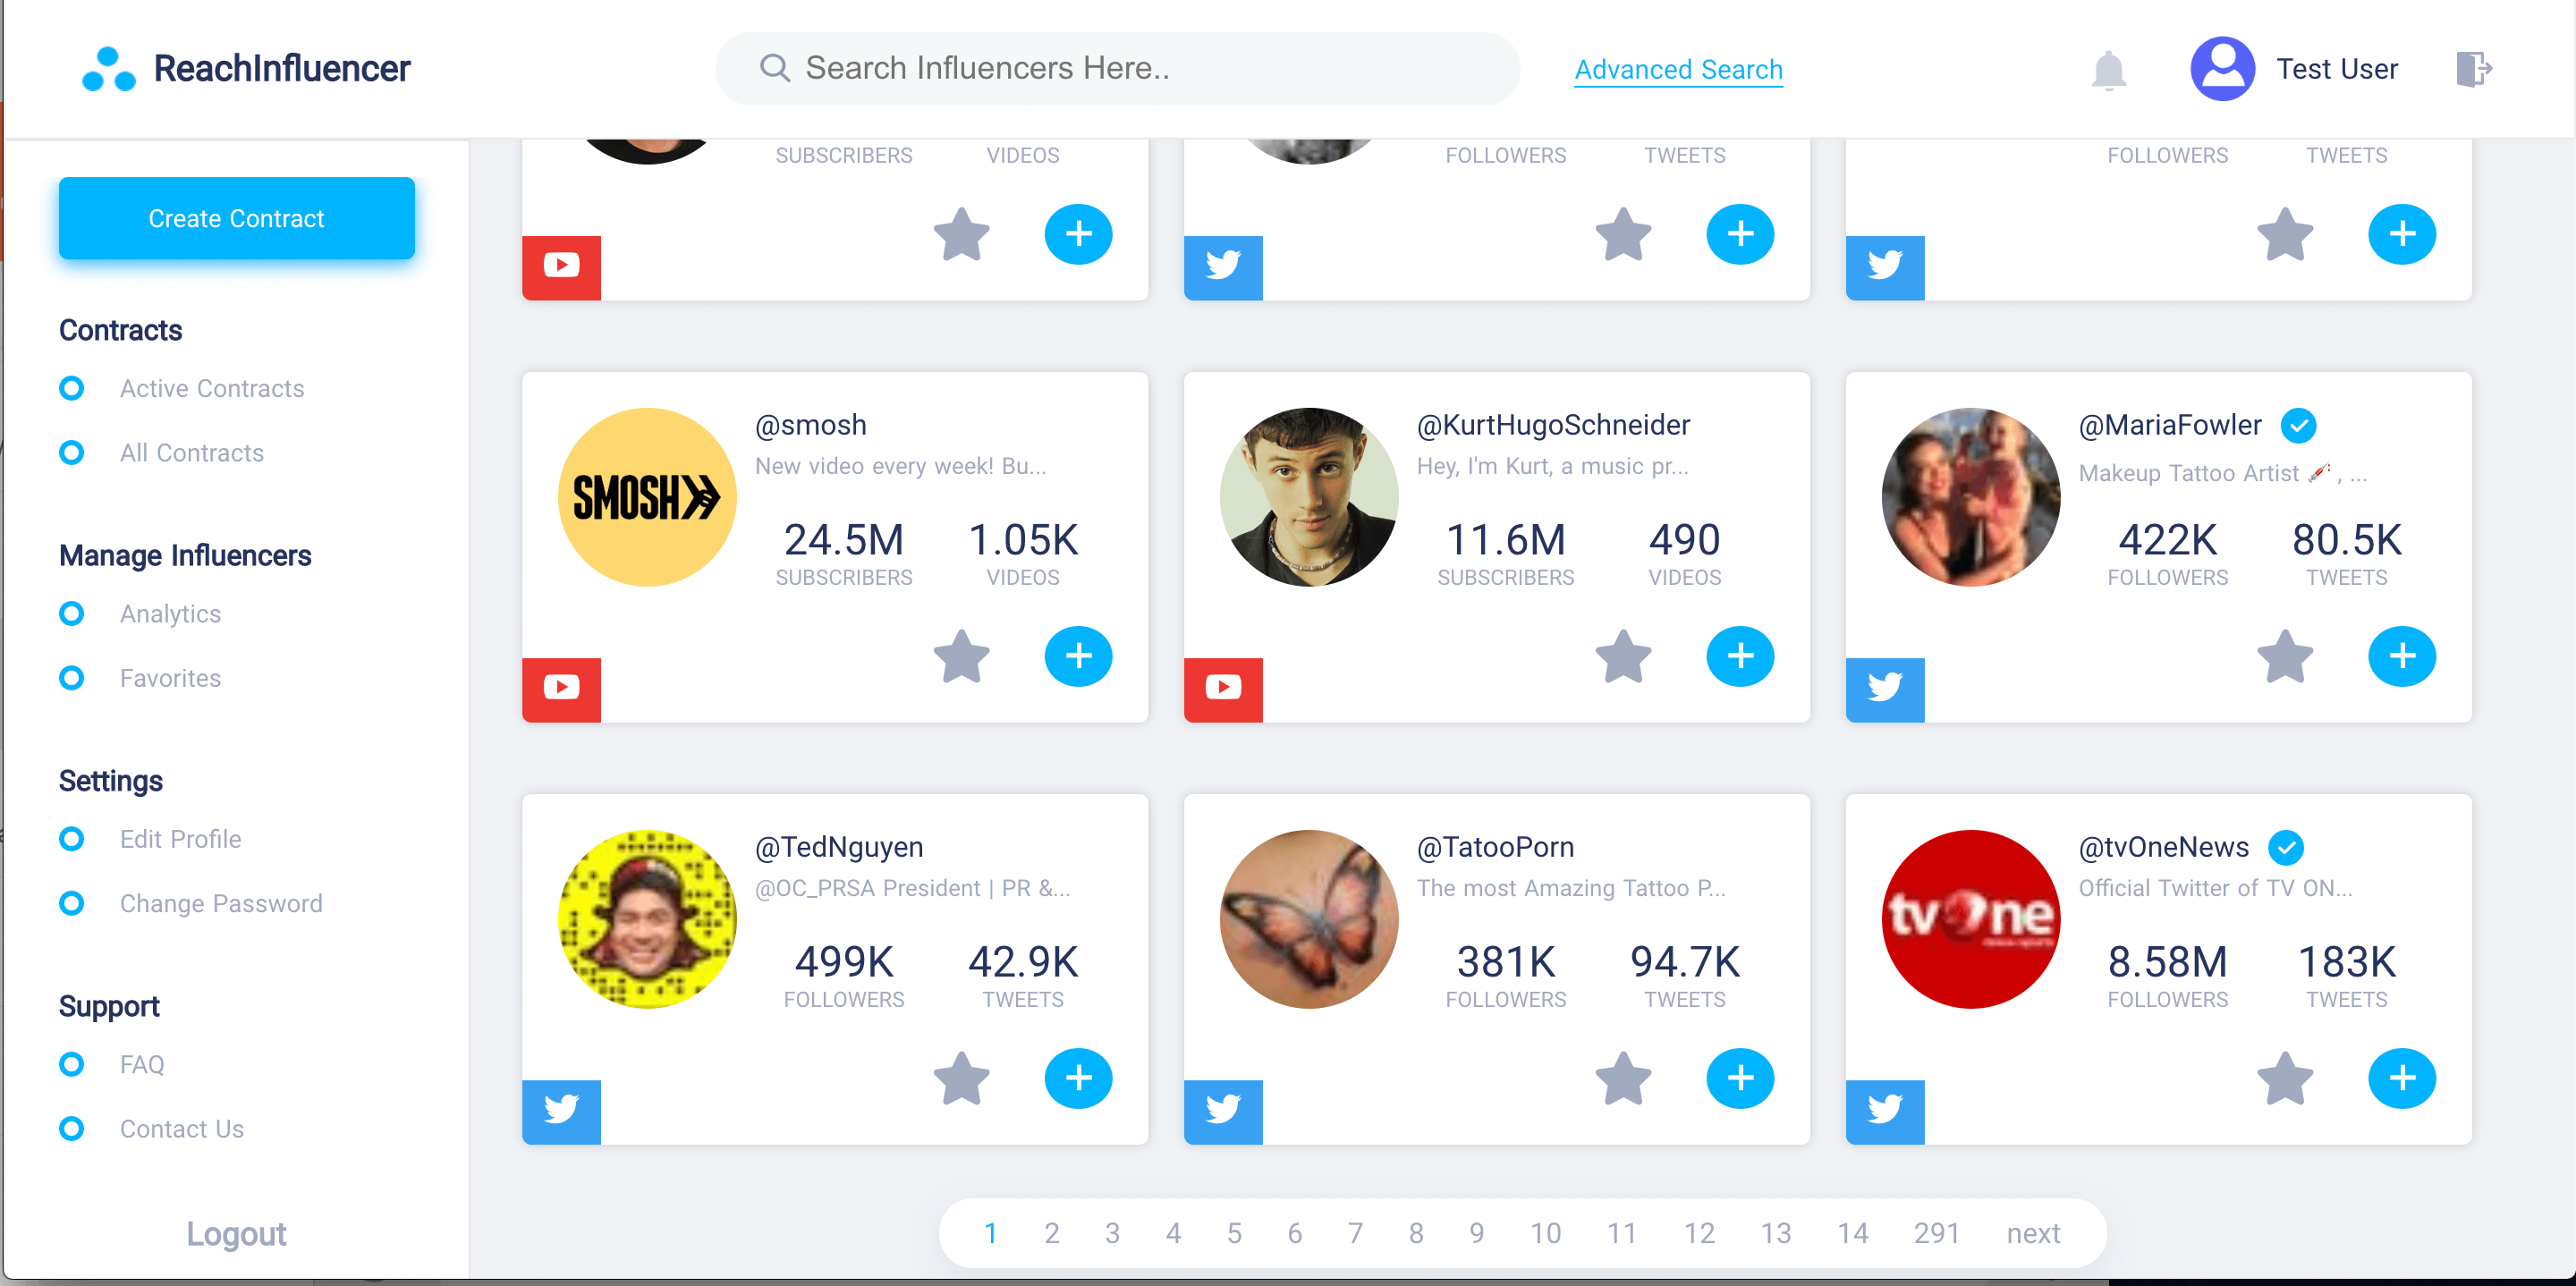 ReachInfluencer
Search Influencers Here..
Advanced Search
Test User
Create Contract
Contracts
Active Contracts
All Contracts
Manage Influencers
Analytics
Favorites
Settings
Edit Profile
Change Password
Support
FAQ
Contact Us
Logout
SUBSCRIBERS VIDEOS
FOLLOWERS TWEETS
FOLLOWERS TWEETS
@smosh
New video every week! Bu...
24.5M 1.05K
SUBSCRIBERS VIDEOS
SMOSH
@KurtHugoSchneider
Hey, I'm Kurt, a music pr...
11.6M 490
SUBSCRIBERS VIDEOS
@MariaFowler
Makeup Tattoo Artist 💉 , ...
422K 80.5K
FOLLOWERS TWEETS
@TedNguyen
@OC_PRSA President | PR &...
499K 42.9K
FOLLOWERS TWEETS
@TatooPorn
The most Amazing Tattoo P...
381K 94.7K
FOLLOWERS TWEETS
@tvOneNews
Official Twitter of TV ON...
8.58M 183K
FOLLOWERS TWEETS
tvOne
1 2 3 4 5 6 7 8 9 10 11 12 13 14 291 next